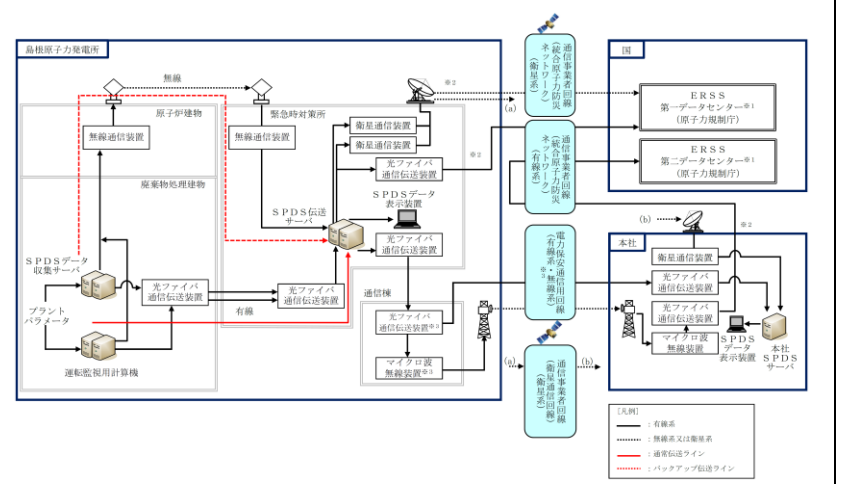 島根原子力発電所
無線
原子炉建物
無線通信装置
廃棄物処理建物
SPDSデータ
収集サーバ
プラント
パラメータ
運転監視用計算機
光ファイバ
通信伝送装置
有線
緊急時対策所
無線通信装置
SPDS伝送
サーバ
光ファイバ
通信伝送装置
衛星通信装置
衛星通信装置
光ファイバ
通信伝送装置
SPDSデータ
表示装置
光ファイバ
通信伝送装置
通信棟
光ファイバ
通信伝送装置※3
マイクロ波
無線装置※3
※2
(a)
※2
通信事業者回線
(統合原子力防災
ネットワーク)
(衛星系)
通信事業者回線
(統合原子力防災
ネットワーク)
(有線系)
電力保安通信用回線
(有線系・無線系)
※3
(a)
通信事業者回線
(衛星通信回線)
(衛星系)
(b)
国
ERSS
第一データセンター※1
(原子力規制庁)
ERSS
第二データセンター※1
(原子力規制庁)
(b)
本社
衛星通信装置
光ファイバ
通信伝送装置
光ファイバ
通信伝送装置
マイクロ波
無線装置
SPDS
データ
表示装置
本社
SPDS
サーバ
[凡例]
:有線系
:無線系又は衛星系
:通常伝送ライン
:バックアップ伝送ライン